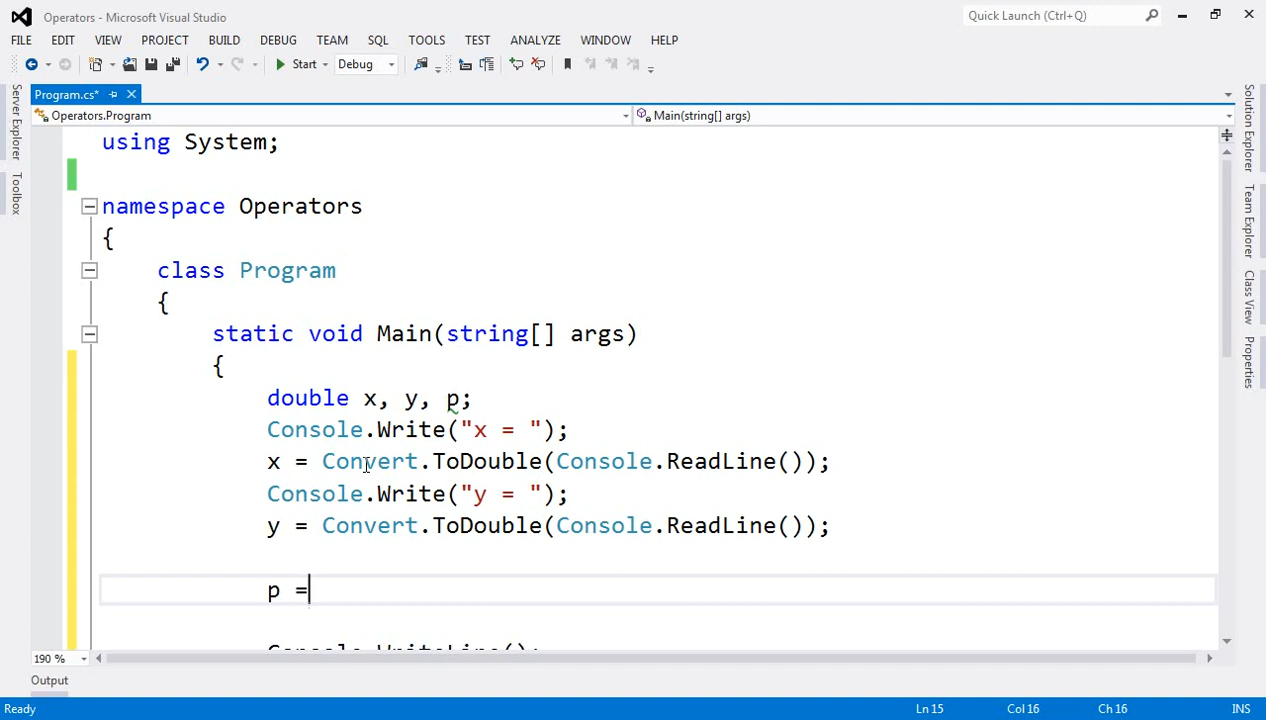 Operators - Microsoft Visual Studio
Quick Launch (Ctrl+Q)
FILE EDIT VIEW PROJECT BUILD DEBUG TEAM SQL TOOLS TEST ANALYZE WINDOW HELP
Start Debug
Program.cs*
Operators.Program Main(string[] args)
using System;
namespace Operators
{
class Program
{
static void Main(string[] args)
{
double x, y, p;
Console.Write("x = ");
x = Convert.ToDouble(Console.ReadLine());
Console.Write("y = ");
y = Convert.ToDouble(Console.ReadLine());
p =
Console.WriteLine();
190 %
Output
Ready Ln 15 Col 16 Ch 16 INS
Server Explorer
Toolbox
Solution Explorer
Team Explorer
Class View
Properties